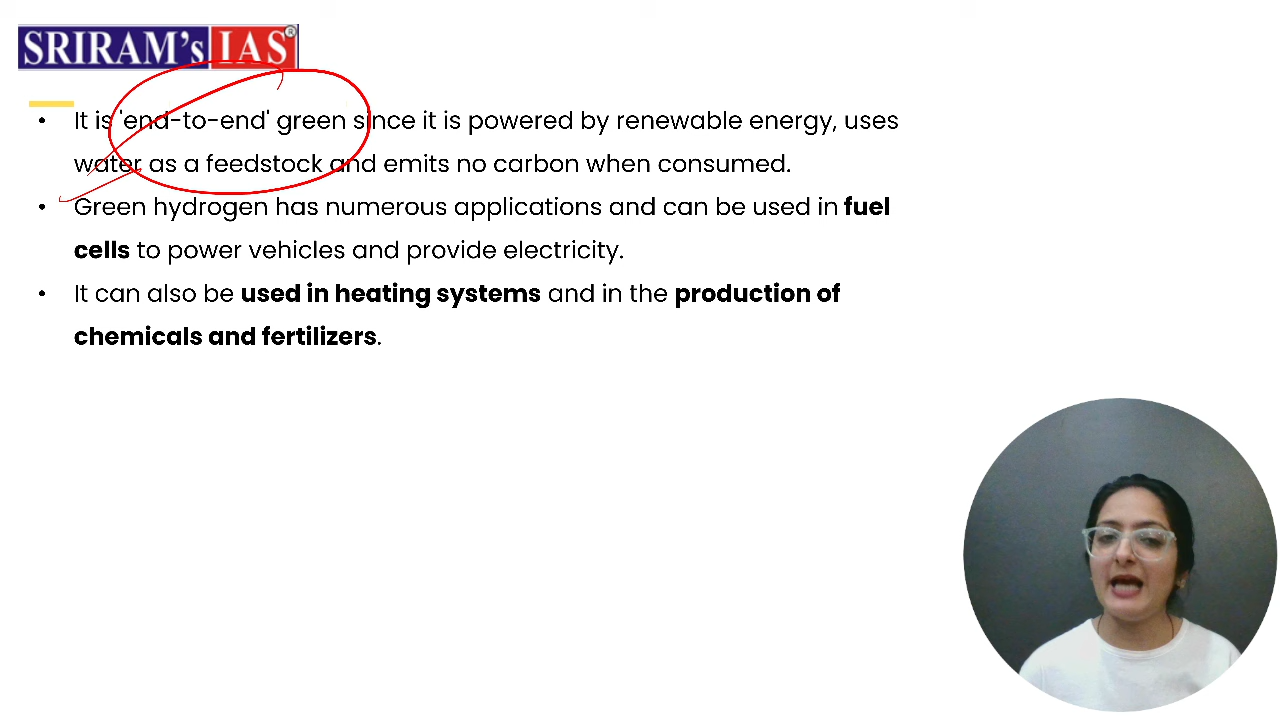 SRIRAM's IAS®
• It is 'end-to-end' green since it is powered by renewable energy, uses
water as a feedstock and emits no carbon when consumed.
• Green hydrogen has numerous applications and can be used in fuel
cells to power vehicles and provide electricity.
• It can also be used in heating systems and in the production of
chemicals and fertilizers.